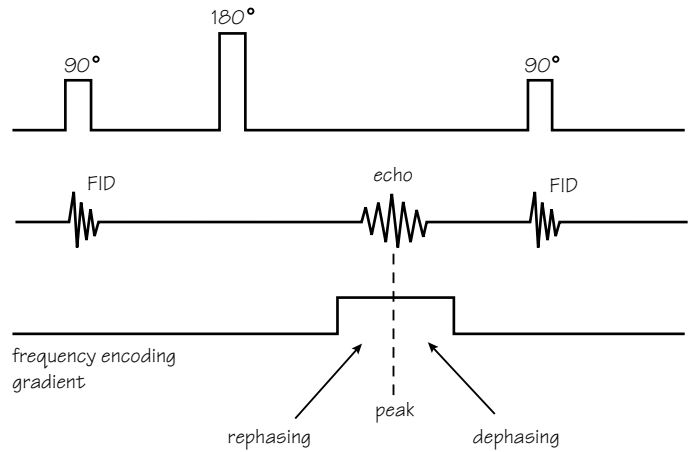 180°
90°
90°
FID
echo
FID
frequency encoding
gradient
peak
rephasing
dephasing